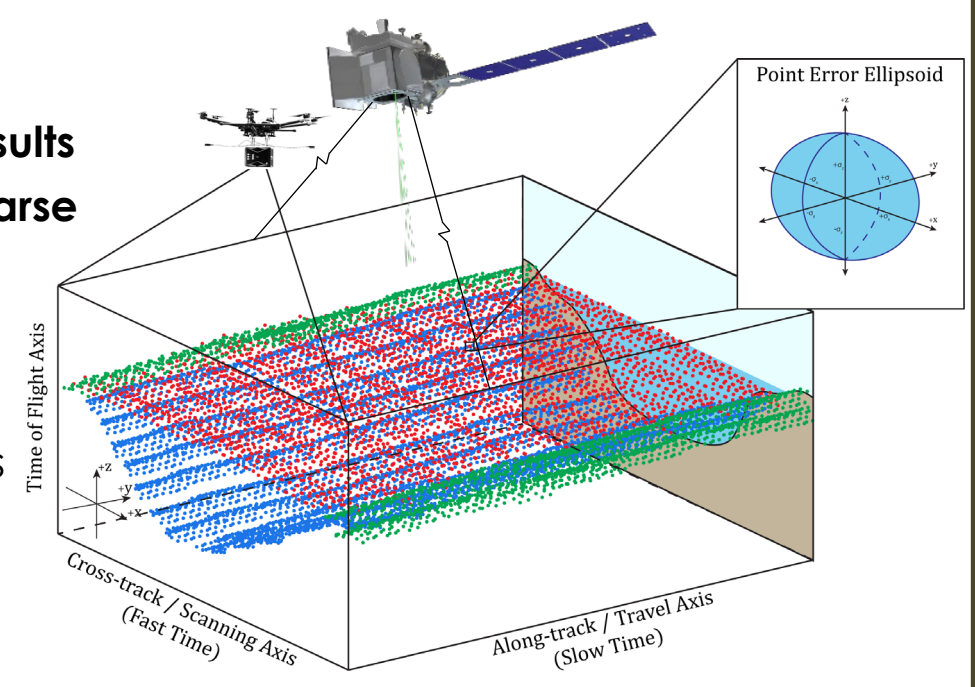 sults
arse
s
Point Error Ellipsoid
+z
+y
+x
Time of Flight Axis
+z
+y
+x
Cross-track / Scanning Axis
(Fast Time)
Along-track / Travel Axis
(Slow Time)